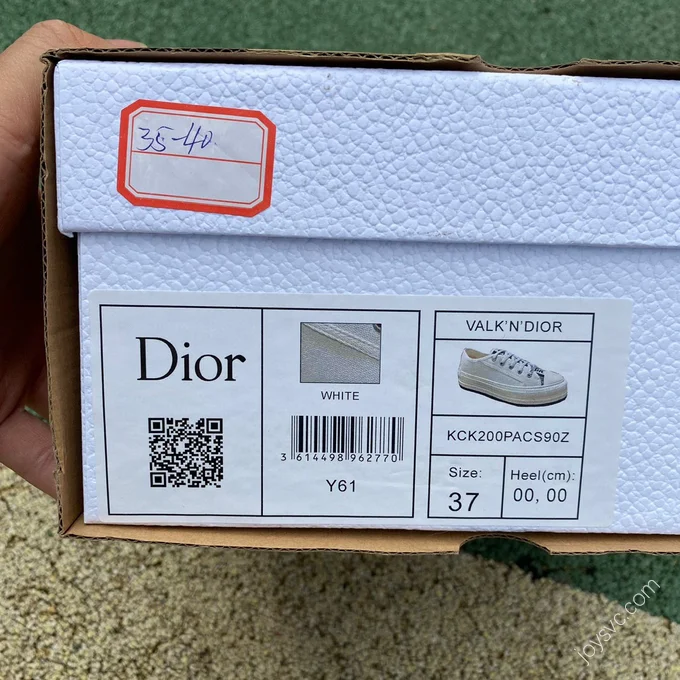 35-40.
Dior
WHITE
3 614498 962770
Y61
VALK'N'DIOR
KCK200PACS90Z
Size:
37
Heel(cm):
00, 00
joysvc.com